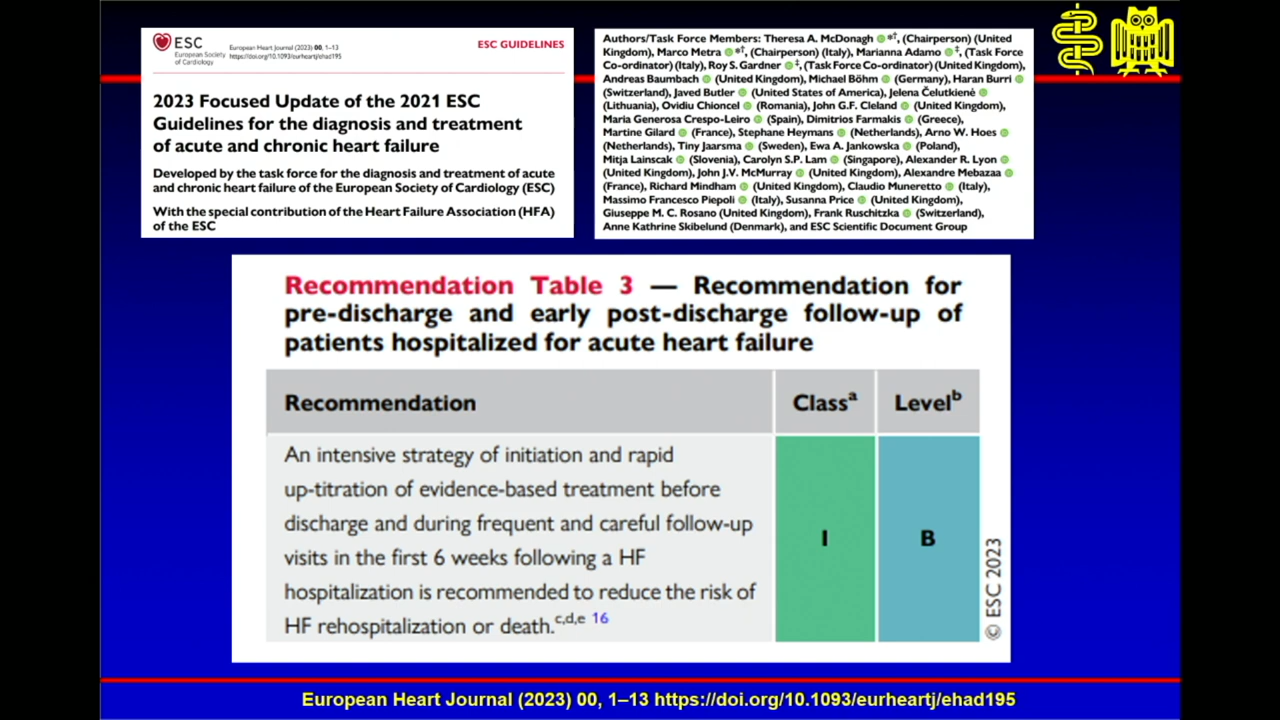 ESC
European Society
of Cardiology
European Heart Journal (2023) 00, 1–13
https://doi.org/10.1093/eurheartj/ehad195
ESC GUIDELINES
2023 Focused Update of the 2021 ESC
Guidelines for the diagnosis and treatment
of acute and chronic heart failure
Developed by the task force for the diagnosis and treatment of acute
and chronic heart failure of the European Society of Cardiology (ESC)
With the special contribution of the Heart Failure Association (HFA)
of the ESC
Authors/Task Force Members: Theresa A. McDonagh *†, (Chairperson) (United
Kingdom), Marco Metra *†, (Chairperson) (Italy), Marianna Adamo ‡, (Task Force
Co-ordinator) (Italy), Roy S. Gardner ‡, (Task Force Co-ordinator) (United Kingdom),
Andreas Baumbach (United Kingdom), Michael Böhm (Germany), Haran Burri
(Switzerland), Javed Butler (United States of America), Jelena Čelutkienė
(Lithuania), Ovidiu Chioncel (Romania), John G.F. Cleland (United Kingdom),
Maria Generosa Crespo-Leiro (Spain), Dimitrios Farmakis (Greece),
Martine Gilard (France), Stephane Heymans (Netherlands), Arno W. Hoes
(Netherlands), Tiny Jaarsma (Sweden), Ewa A. Jankowska (Poland),
Mitja Lainscak (Slovenia), Carolyn S.P. Lam (Singapore), Alexander R. Lyon
(United Kingdom), John J.V. McMurray (United Kingdom), Alexandre Mebazaa
(France), Richard Mindham (United Kingdom), Claudio Muneretto (Italy),
Massimo Francesco Piepoli (Italy), Susanna Price (United Kingdom),
Giuseppe M. C. Rosano (United Kingdom), Frank Ruschitzka (Switzerland),
Anne Kathrine Skibelund (Denmark), and ESC Scientific Document Group
Recommendation Table 3 — Recommendation for
pre-discharge and early post-discharge follow-up of
patients hospitalized for acute heart failure
Recommendation Classᵃ Levelᵇ
An intensive strategy of initiation and rapid
up-titration of evidence-based treatment before
discharge and during frequent and careful follow-up
visits in the first 6 weeks following a HF
hospitalization is recommended to reduce the risk of
HF rehospitalization or death.c,d,e 16
I
B
© ESC 2023
European Heart Journal (2023) 00, 1–13 https://doi.org/10.1093/eurheartj/ehad195